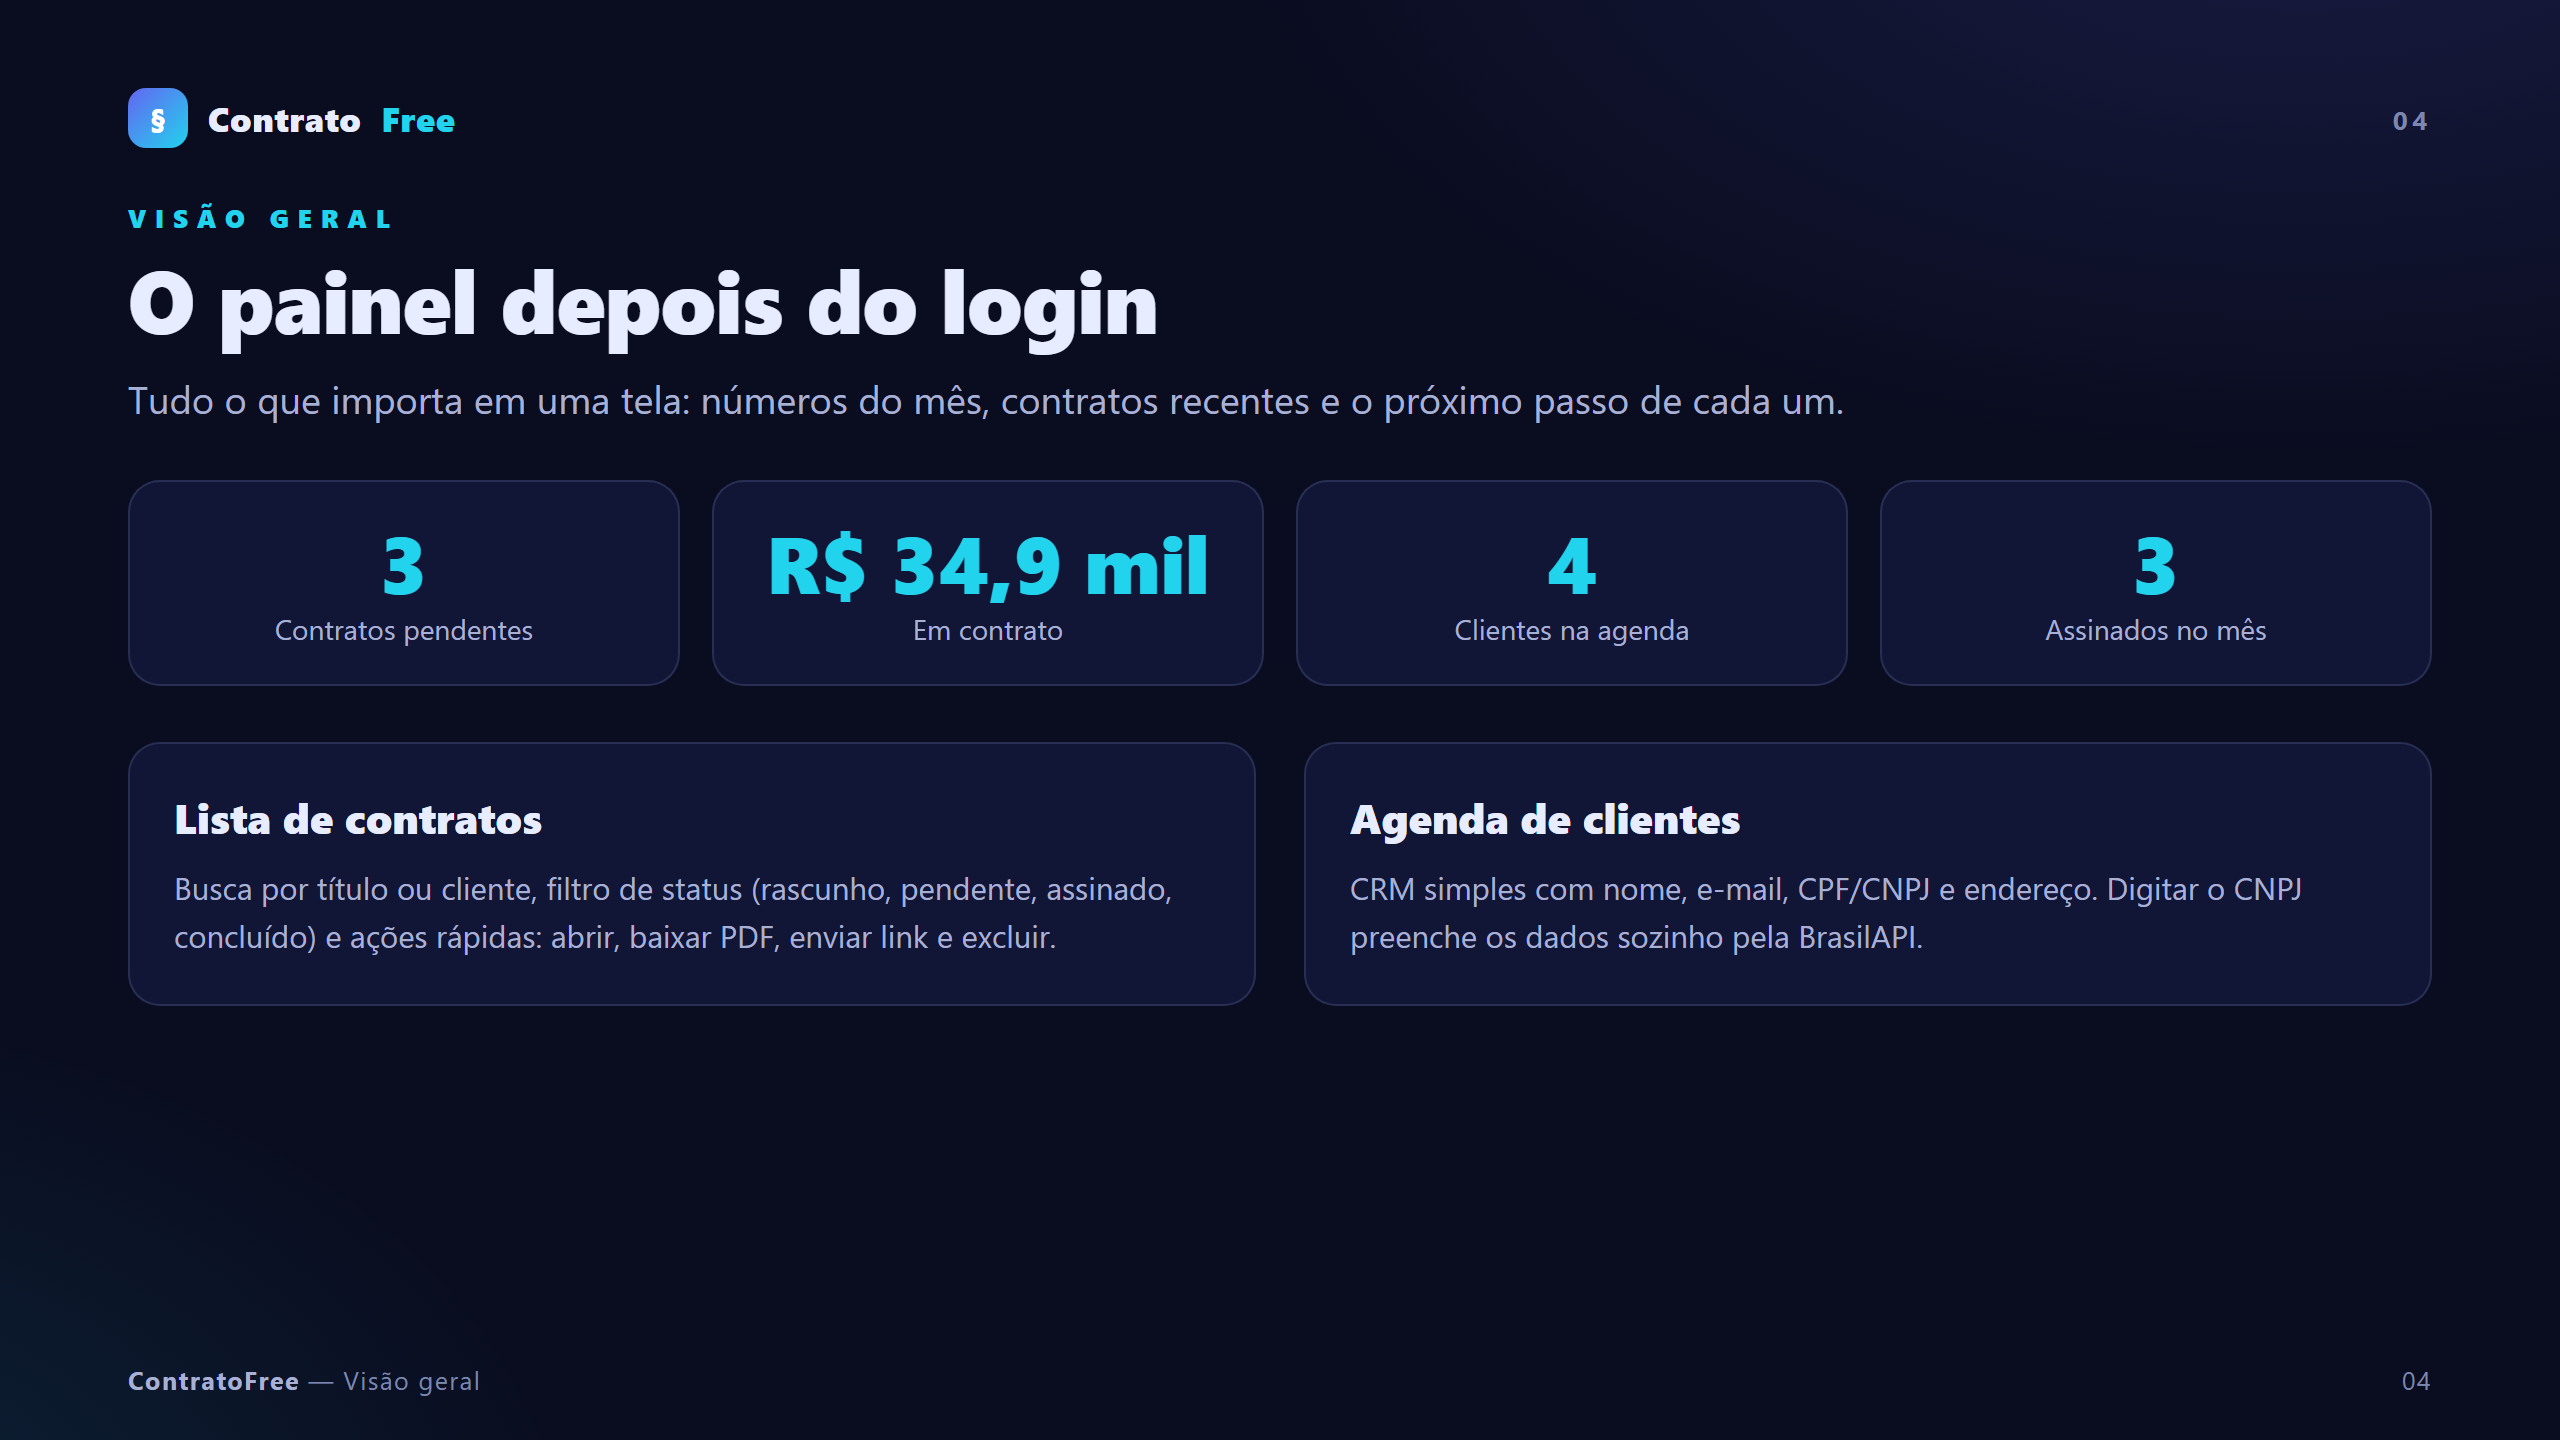 § Contrato Free
04
VISÃO GERAL
O painel depois do login
Tudo o que importa em uma tela: números do mês, contratos recentes e o próximo passo de cada um.
3
Contratos pendentes
R$ 34,9 mil
Em contrato
4
Clientes na agenda
3
Assinados no mês
Lista de contratos
Busca por título ou cliente, filtro de status (rascunho, pendente, assinado,
concluído) e ações rápidas: abrir, baixar PDF, enviar link e excluir.
Agenda de clientes
CRM simples com nome, e-mail, CPF/CNPJ e endereço. Digitar o CNPJ
preenche os dados sozinho pela BrasilAPI.
ContratoFree — Visão geral
04